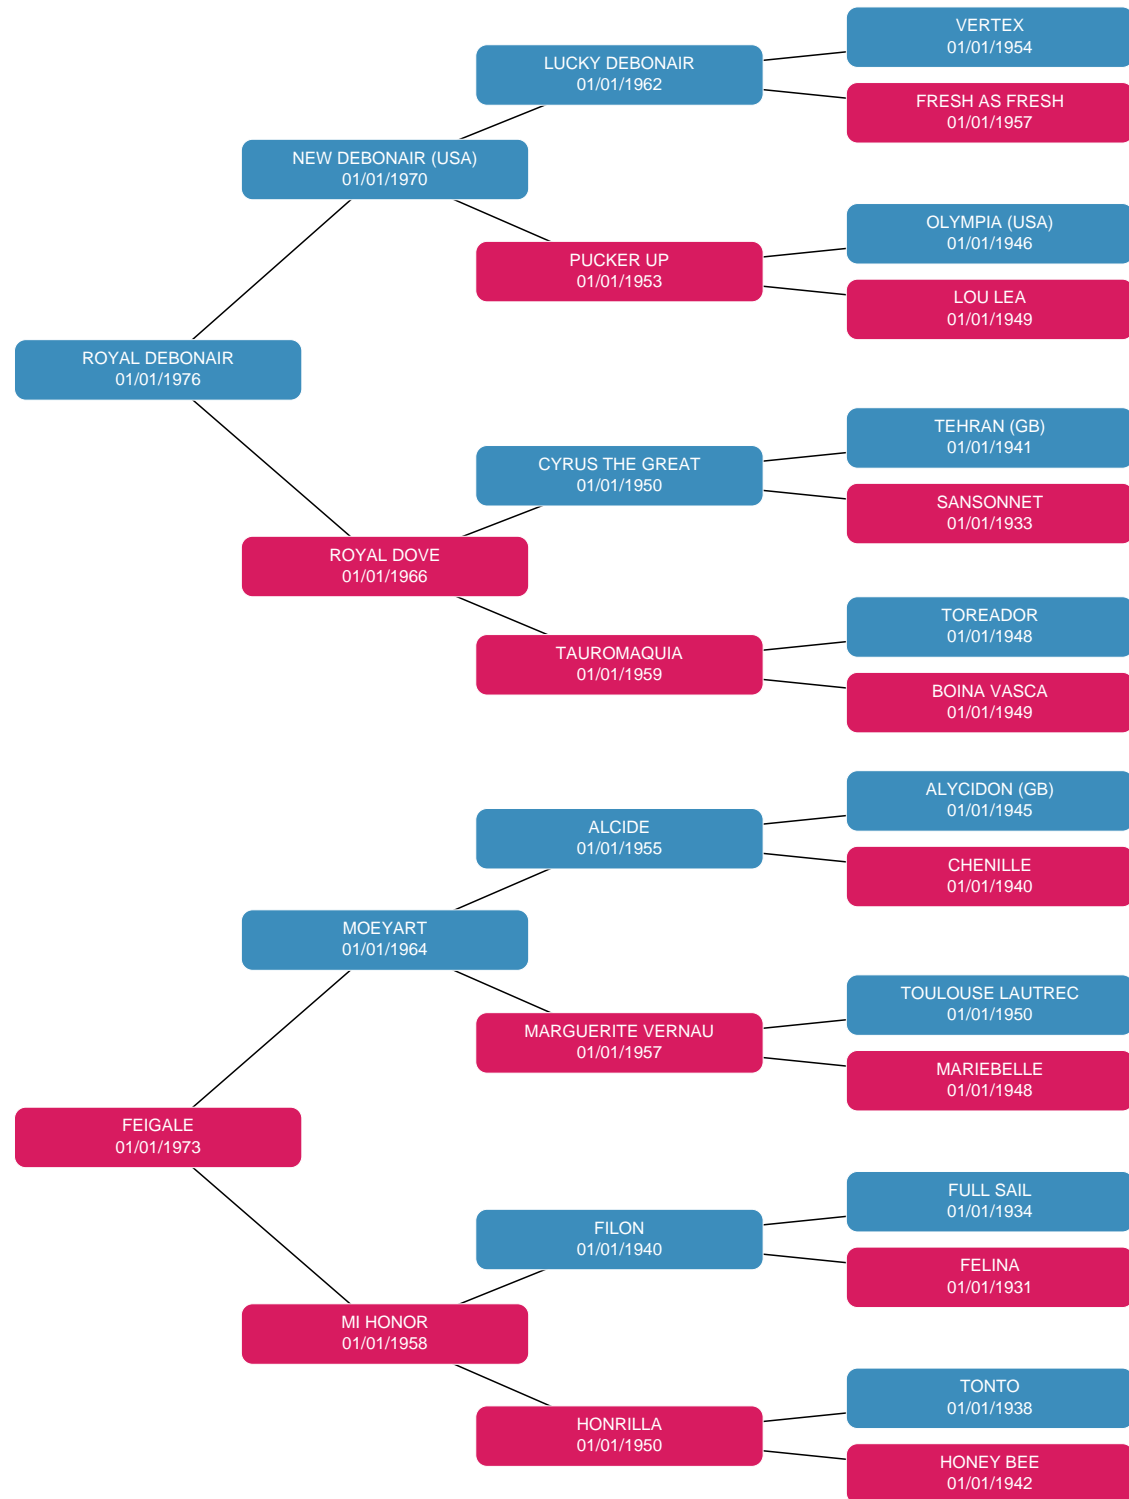 VERTEX
01/01/1954
LUCKY DEBONAIR
01/01/1962
FRESH AS FRESH
01/01/1957
NEW DEBONAIR (USA)
01/01/1970
OLYMPIA (USA)
01/01/1946
PUCKER UP
01/01/1953
LOU LEA
01/01/1949
ROYAL DEBONAIR
01/01/1976
TEHRAN (GB)
01/01/1941
CYRUS THE GREAT
01/01/1950
SANSONNET
01/01/1933
ROYAL DOVE
01/01/1966
TOREADOR
01/01/1948
TAUROMAQUIA
01/01/1959
BOINA VASCA
01/01/1949
ALYCIDON (GB)
01/01/1945
ALCIDE
01/01/1955
CHENILLE
01/01/1940
MOEYART
01/01/1964
TOULOUSE LAUTREC
01/01/1950
MARGUERITE VERNAU
01/01/1957
MARIEBELLE
01/01/1948
FEIGALE
01/01/1973
FULL SAIL
01/01/1934
FILON
01/01/1940
FELINA
01/01/1931
MI HONOR
01/01/1958
TONTO
01/01/1938
HONRILLA
01/01/1950
HONEY BEE
01/01/1942